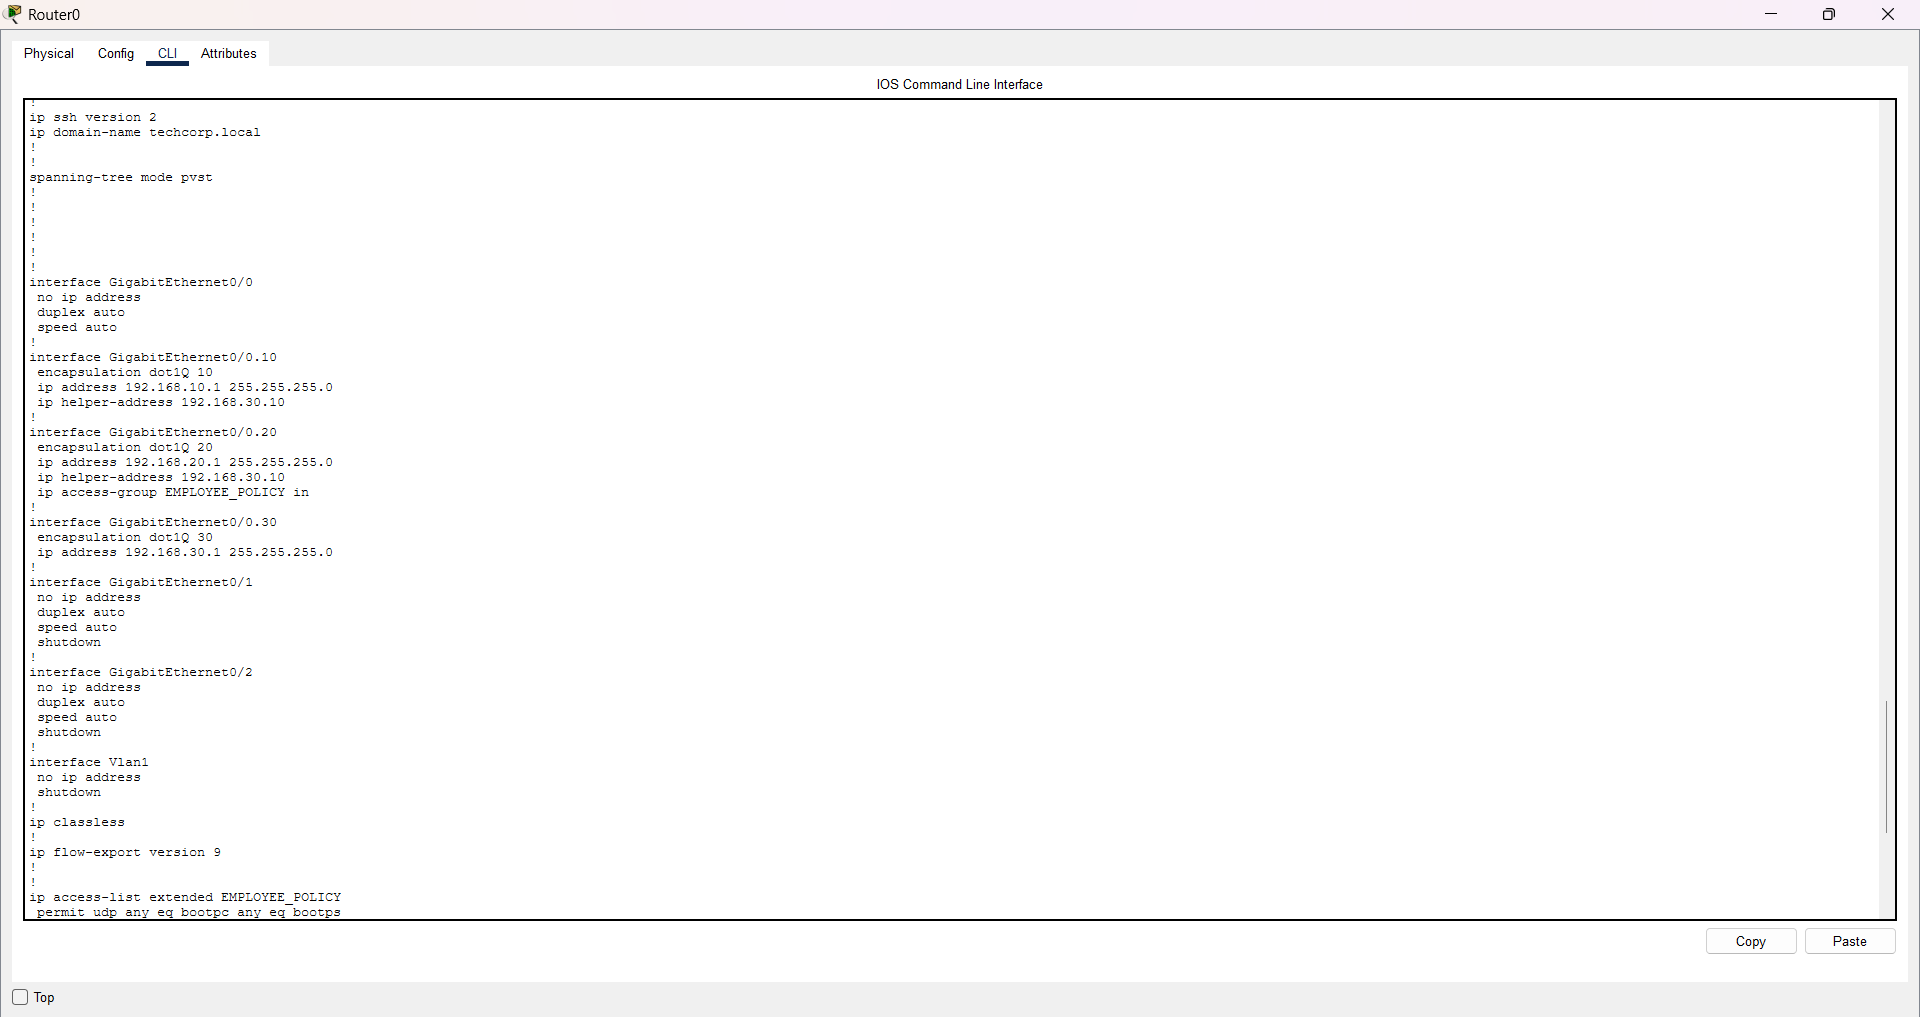 Router0
Physical Config CLI Attributes
IOS Command Line Interface
!
ip ssh version 2
ip domain-name techcorp.local
!
!
spanning-tree mode pvst
!
!
!
!
!
!
interface GigabitEthernet0/0
 no ip address
 duplex auto
 speed auto
!
interface GigabitEthernet0/0.10
 encapsulation dot1Q 10
 ip address 192.168.10.1 255.255.255.0
 ip helper-address 192.168.30.10
!
interface GigabitEthernet0/0.20
 encapsulation dot1Q 20
 ip address 192.168.20.1 255.255.255.0
 ip helper-address 192.168.30.10
 ip access-group EMPLOYEE_POLICY in
!
interface GigabitEthernet0/0.30
 encapsulation dot1Q 30
 ip address 192.168.30.1 255.255.255.0
!
interface GigabitEthernet0/1
 no ip address
 duplex auto
 speed auto
 shutdown
!
interface GigabitEthernet0/2
 no ip address
 duplex auto
 speed auto
 shutdown
!
interface Vlan1
 no ip address
 shutdown
!
ip classless
!
ip flow-export version 9
!
!
ip access-list extended EMPLOYEE_POLICY
 permit udp any eq bootpc any eq bootps
Copy Paste
Top